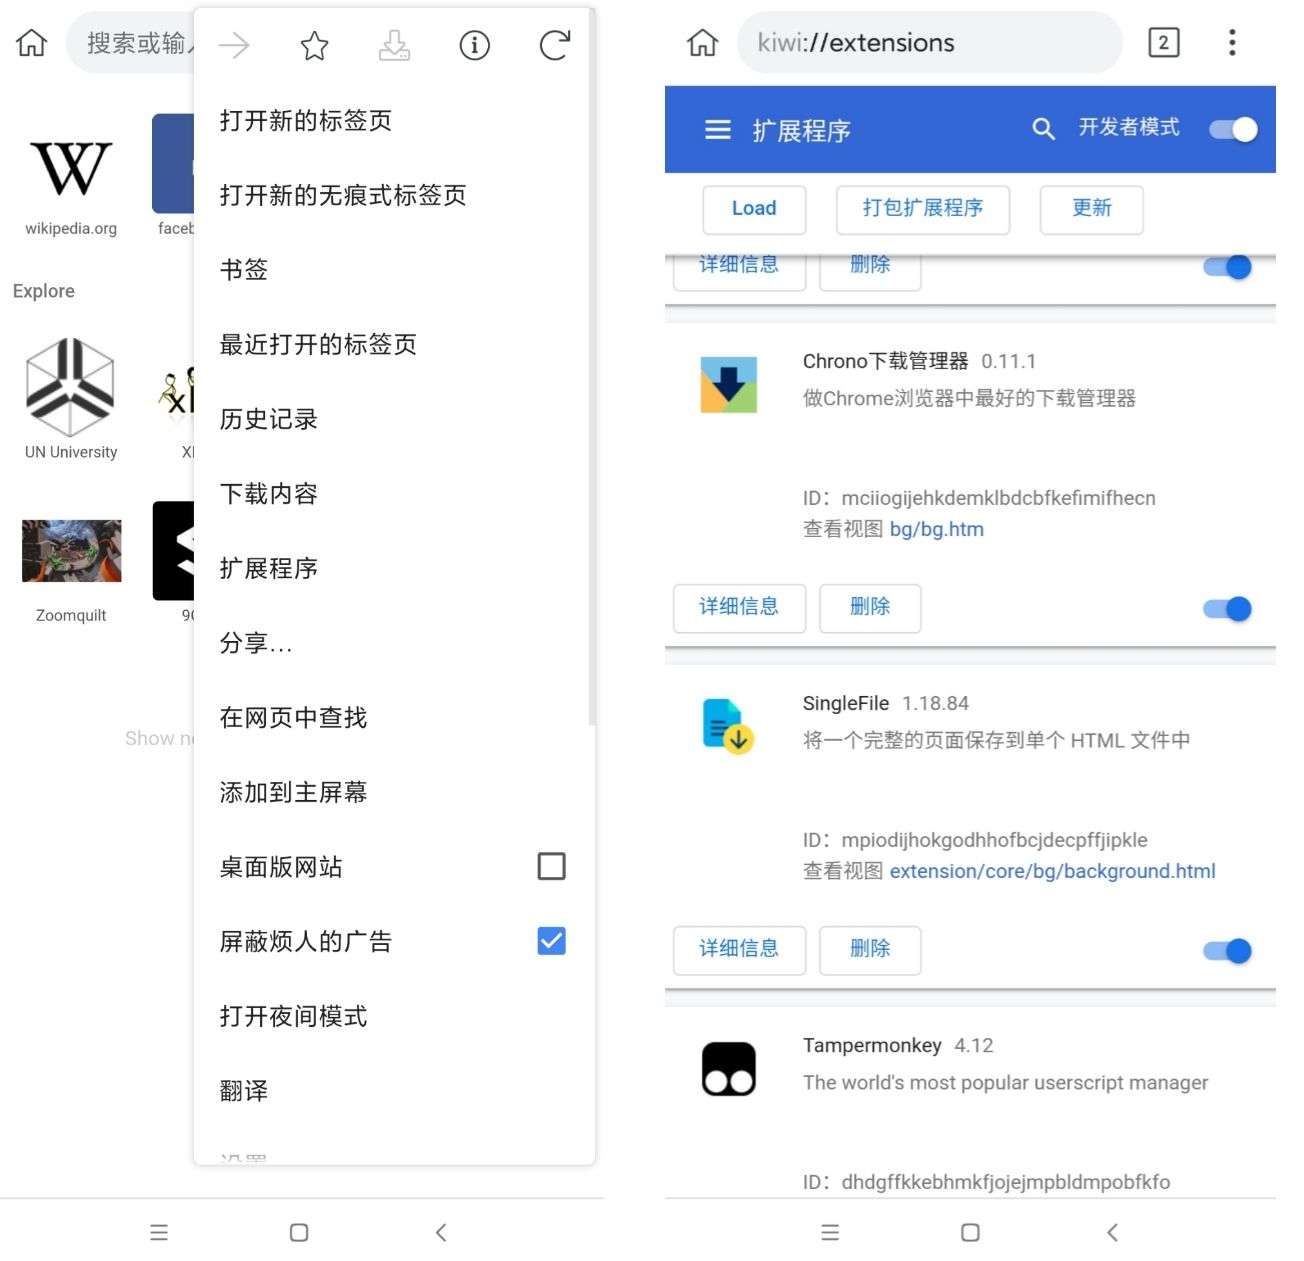 搜索或输入
wikipedia.org
faceb
Explore
UN University
XI
Zoomquilt
Show
打开新的标签页
打开新的无痕式标签页
书签
最近打开的标签页
历史记录
下载内容
扩展程序
分享...
在网页中查找
添加到主屏幕
桌面版网站
屏蔽烦人的广告
打开夜间模式
翻译
设置
kiwi://extensions
2
扩展程序
开发者模式
Load
打包扩展程序
更新
详细信息
删除
Chrono下载管理器 0.11.1
做Chrome浏览器中最好的下载管理器
ID：mciiogijehkdemklbdcbfkefimifhecn
查看视图 bg/bg.htm
详细信息
删除
SingleFile 1.18.84
将一个完整的页面保存到单个 HTML 文件中
ID：mpiodijhokgodhhofbcjdecpffjipkle
查看视图 extension/core/bg/background.html
详细信息
删除
Tampermonkey 4.12
The world's most popular userscript manager
ID：dhdgffkkebhmkfjojejmpbldmpobfkfo